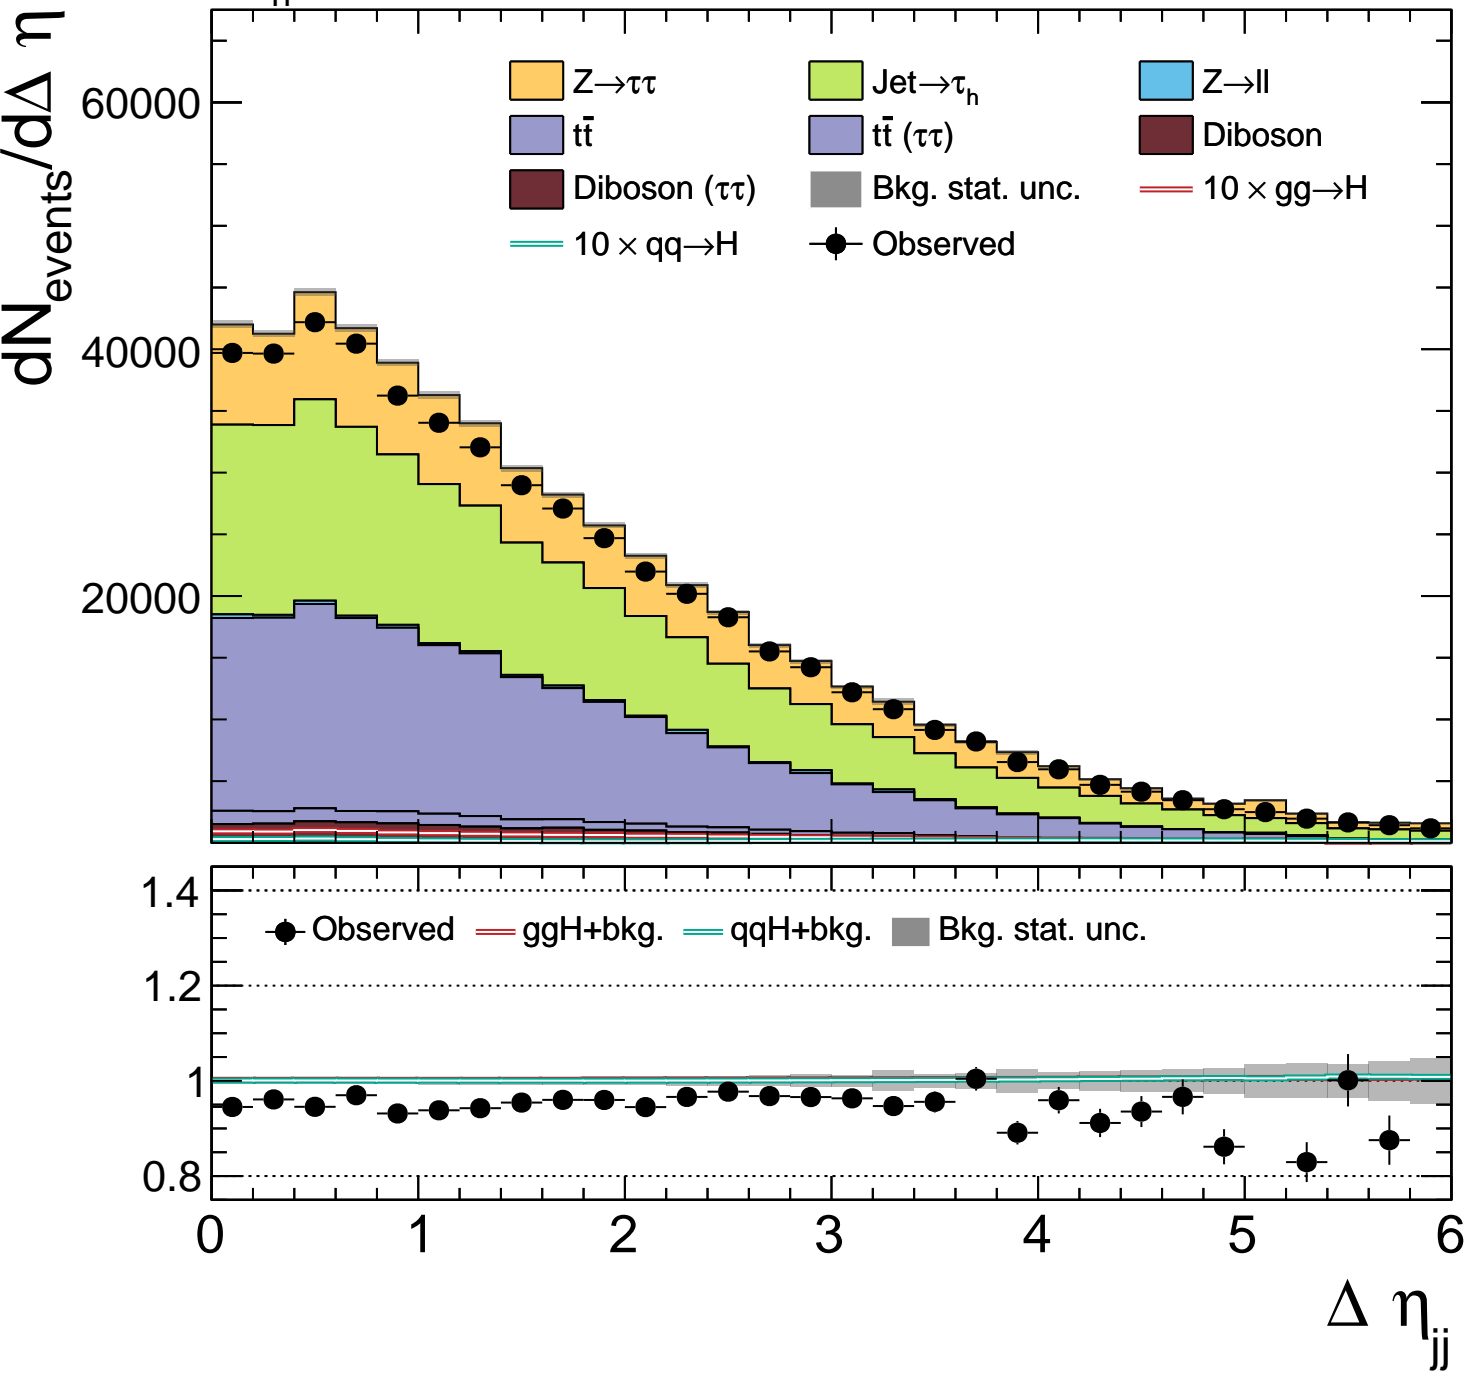 dN_events/dΔ η
60000
40000
20000
Z→ττ Jet→τ_h Z→ll
tt̄ tt̄ (ττ) Diboson
Diboson (ττ) Bkg. stat. unc. 10 × gg→H
10 × qq→H Observed
1.4
1.2
1
0.8
Observed ggH+bkg. qqH+bkg. Bkg. stat. unc.
0 1 2 3 4 5 6
Δ η_jj